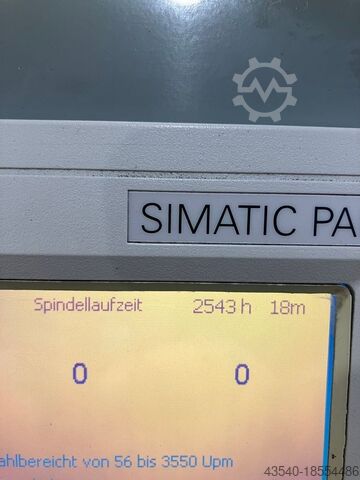 SIMATIC PA
Spindellaufzeit 2543 h 18m
0 0
ahlbereicht von 56 bis 3550 Upm
43540-18554486